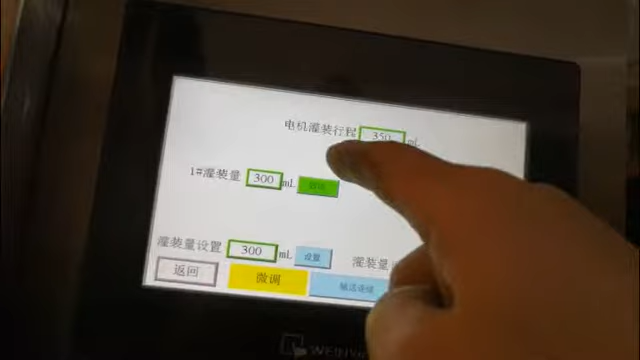 电机灌装行程 350 mL
1#灌装量 300 mL
灌装量设置 300 mL 设置 灌装量
返回 微调